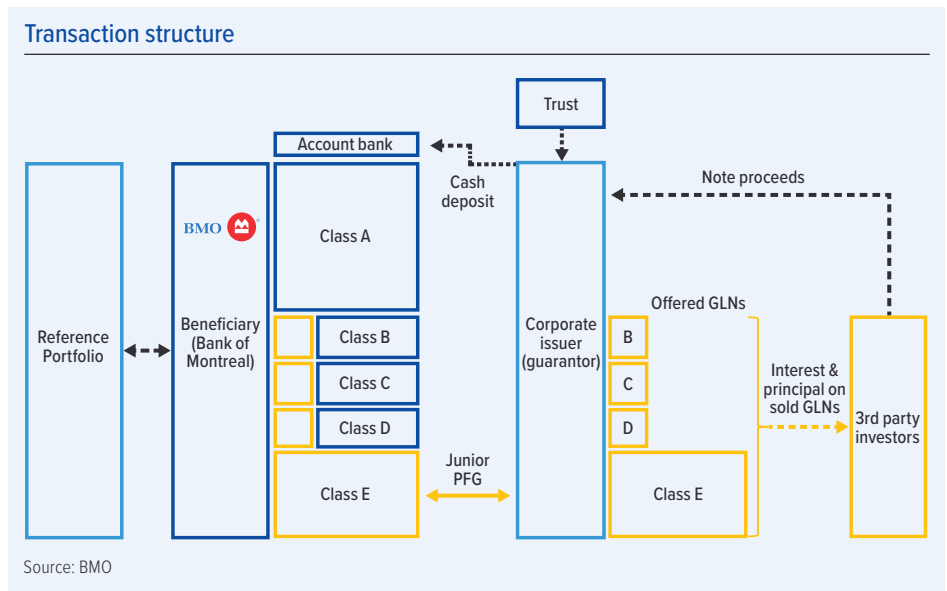 Transaction structure
Trust
Account bank
Cash
deposit
Note proceeds
BMO
Class A
Offered GLNs
Reference
Portfolio
Beneficiary
(Bank of
Montreal)
Class B
Class C
Class D
Class E
Junior
PFG
Corporate
issuer
(guarantor)
B
C
D
Class E
Interest &
principal on
sold GLNs
3rd party
investors
Source: BMO